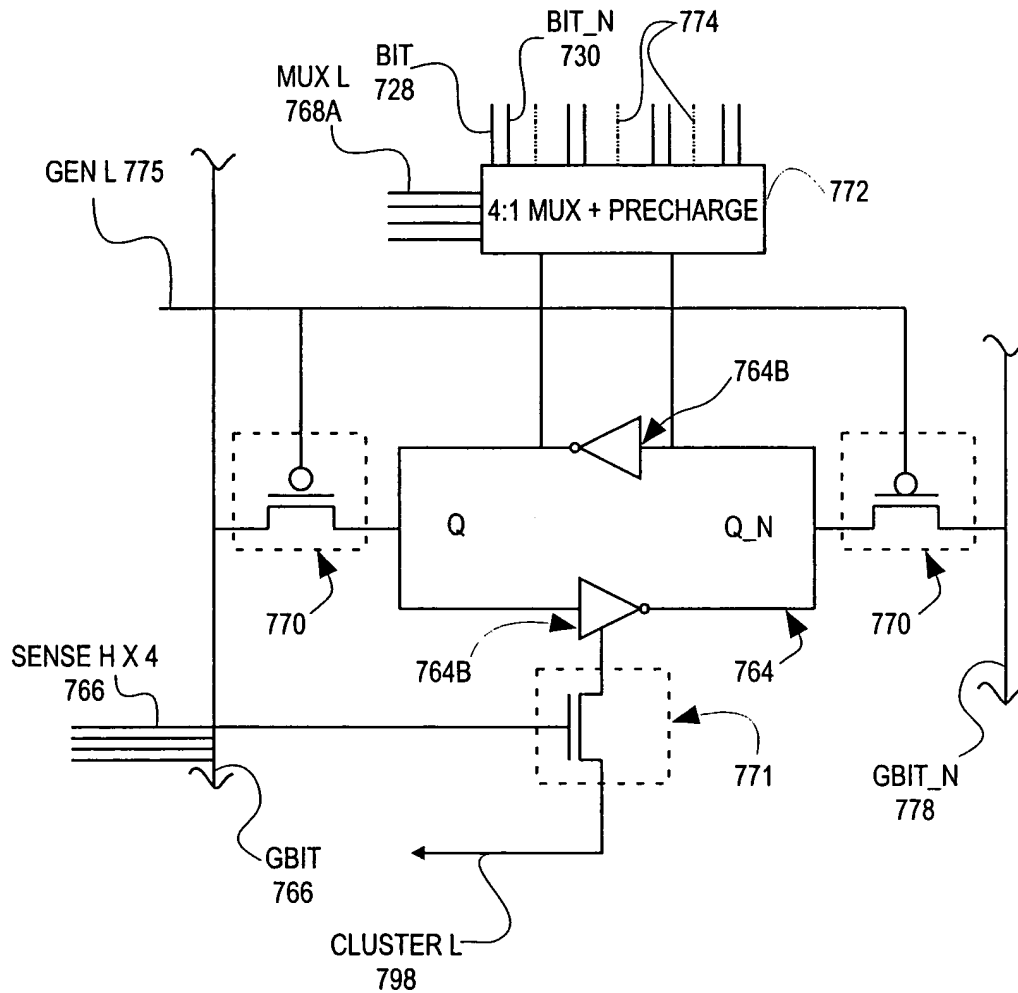 BIT_N
730
774
BIT
728
MUX L
768A
GEN L 775
4:1 MUX + PRECHARGE
772
764B
Q
Q_N
770
770
764B
764
SENSE H X 4
766
771
GBIT_N
778
GBIT
766
CLUSTER L
798